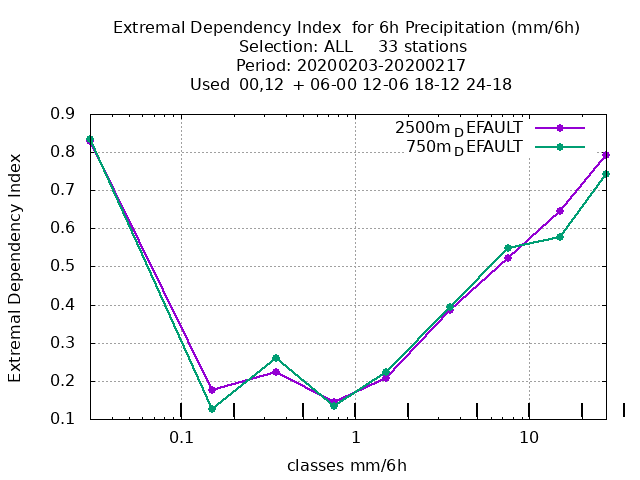 Extremal Dependency Index  for 6h Precipitation (mm/6h)
Selection: ALL     33 stations
Period: 20200203-20200217
Used  00,12  + 06-00 12-06 18-12 24-18
2500m_DEFAULT
750m_DEFAULT
0.9
0.8
0.7
0.6
0.5
0.4
0.3
0.2
0.1
Extremal Dependency Index
0.1 1 10
classes mm/6h